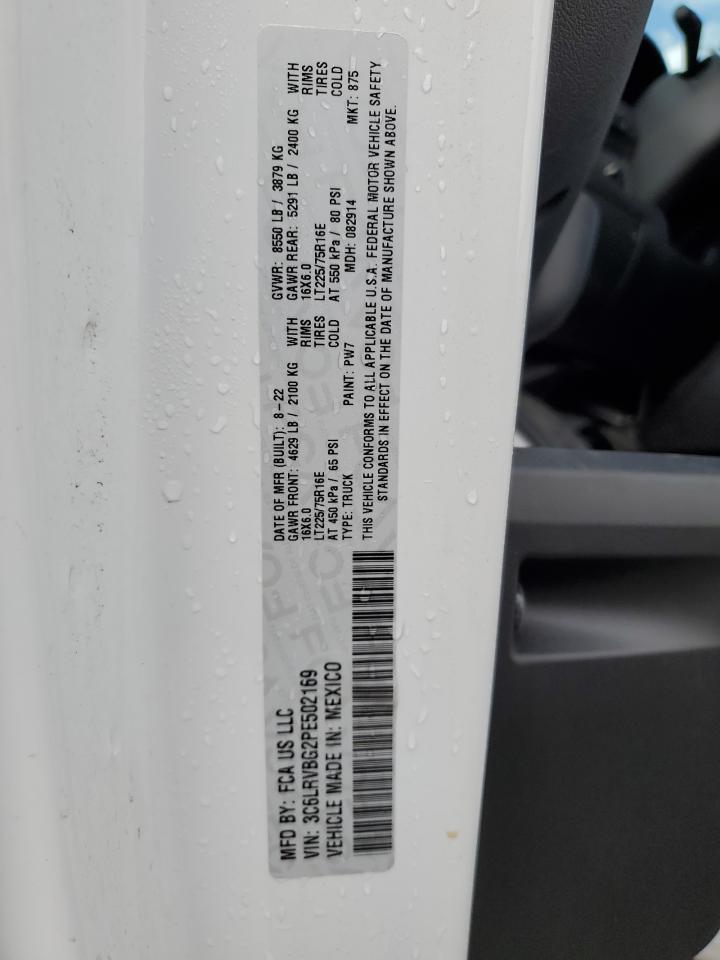 MFD BY: FCA US LLC
VIN: 3C6LRVBG2PE502169
VEHICLE MADE IN: MEXICO
DATE OF MFR (BUILT): 8-22 GVWR: 8550 LB / 3879 KG
GAWR FRONT: 4629 LB / 2100 KG WITH GAWR REAR: 5291 LB / 2400 KG WITH
16X6.0 RIMS 16X6.0 RIMS
LT225/75R16E TIRES LT225/75R16E TIRES
AT 450 kPa / 65 PSI COLD AT 550 kPa / 80 PSI COLD
TYPE: TRUCK PAINT: PW7 MDH: 082914 MKT: 875
THIS VEHICLE CONFORMS TO ALL APPLICABLE U.S.A. FEDERAL MOTOR VEHICLE SAFETY
STANDARDS IN EFFECT ON THE DATE OF MANUFACTURE SHOWN ABOVE.